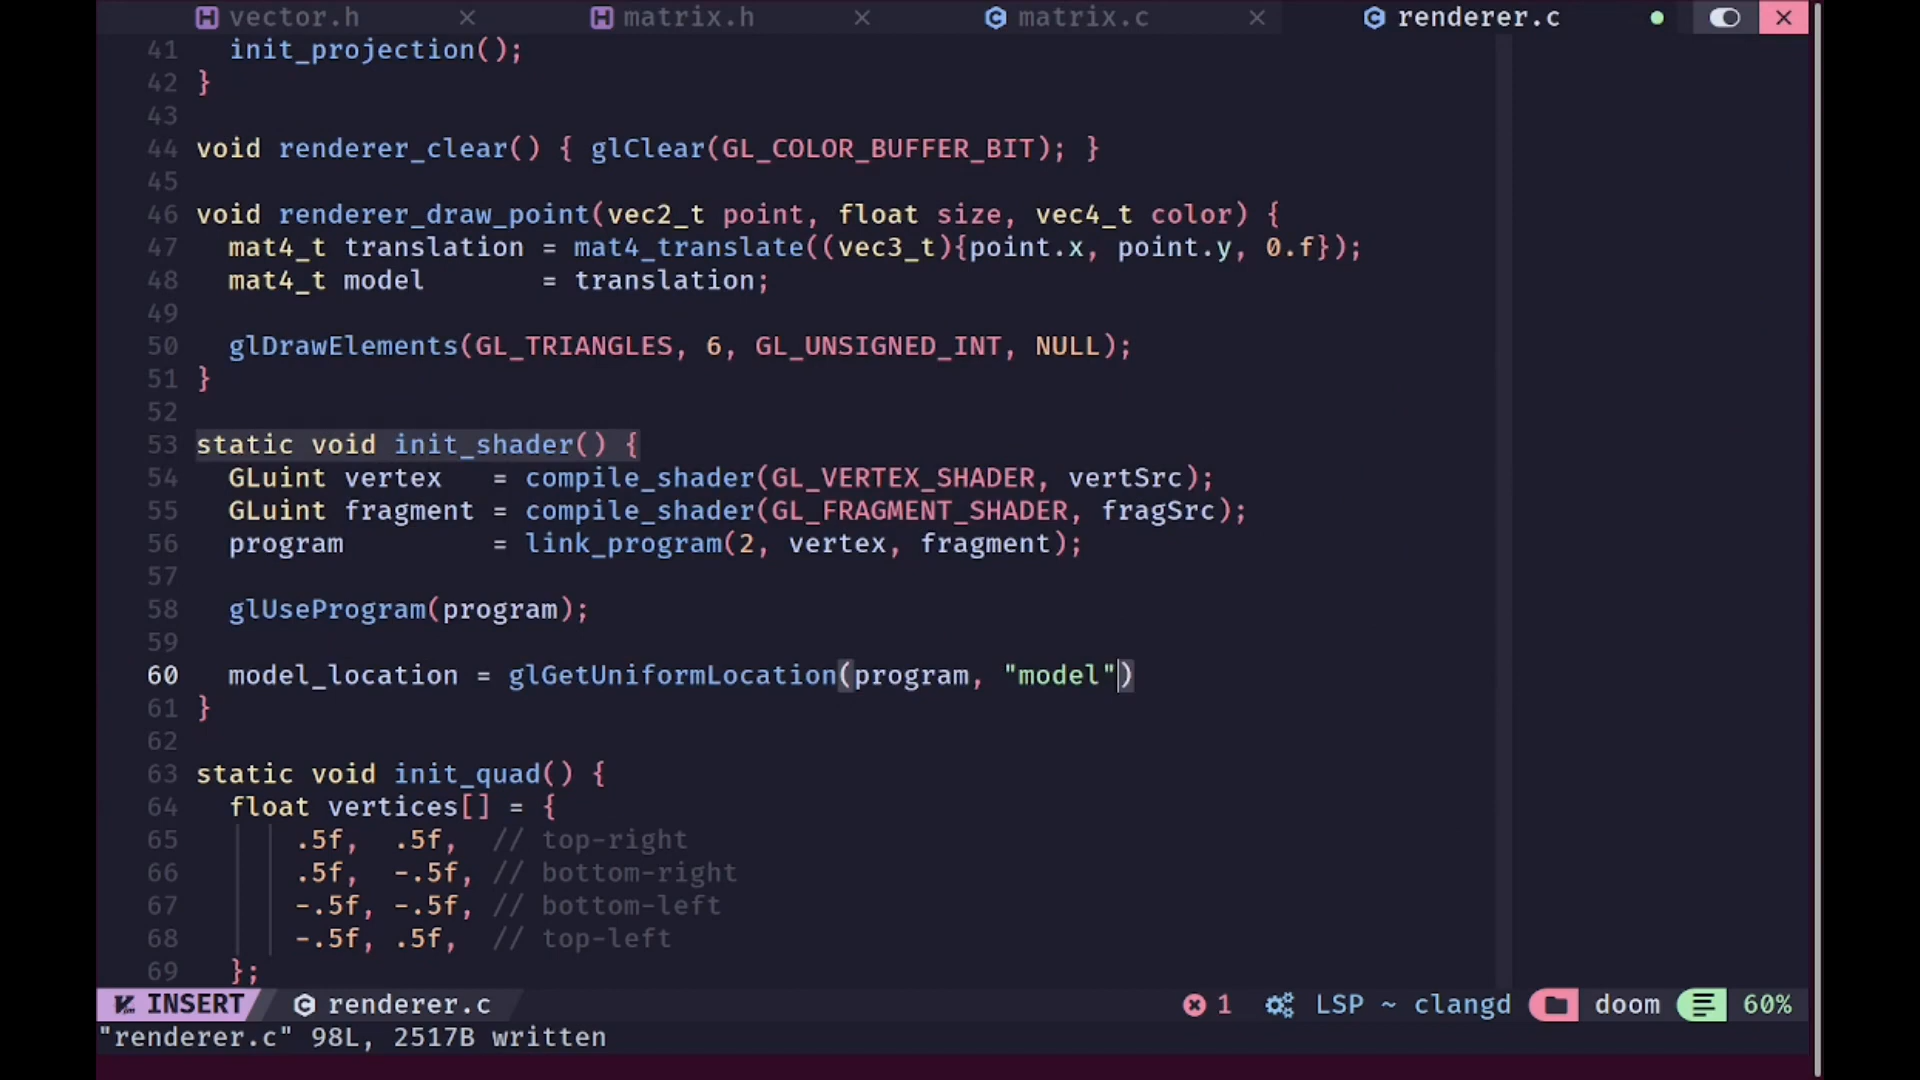 vector.h matrix.h matrix.c renderer.c
41 init_projection();
42 }
43
44 void renderer_clear() { glClear(GL_COLOR_BUFFER_BIT); }
45
46 void renderer_draw_point(vec2_t point, float size, vec4_t color) {
47 mat4_t translation = mat4_translate((vec3_t){point.x, point.y, 0.f});
48 mat4_t model = translation;
49
50 glDrawElements(GL_TRIANGLES, 6, GL_UNSIGNED_INT, NULL);
51 }
52
53 static void init_shader() {
54 GLuint vertex = compile_shader(GL_VERTEX_SHADER, vertSrc);
55 GLuint fragment = compile_shader(GL_FRAGMENT_SHADER, fragSrc);
56 program = link_program(2, vertex, fragment);
57
58 glUseProgram(program);
59
60 model_location = glGetUniformLocation(program, "model")
61 }
62
63 static void init_quad() {
64 float vertices[] = {
65 .5f, .5f, // top-right
66 .5f, -.5f, // bottom-right
67 -.5f, -.5f, // bottom-left
68 -.5f, .5f, // top-left
69 };
INSERT renderer.c 1 LSP ~ clangd doom 60%
"renderer.c" 98L, 2517B written